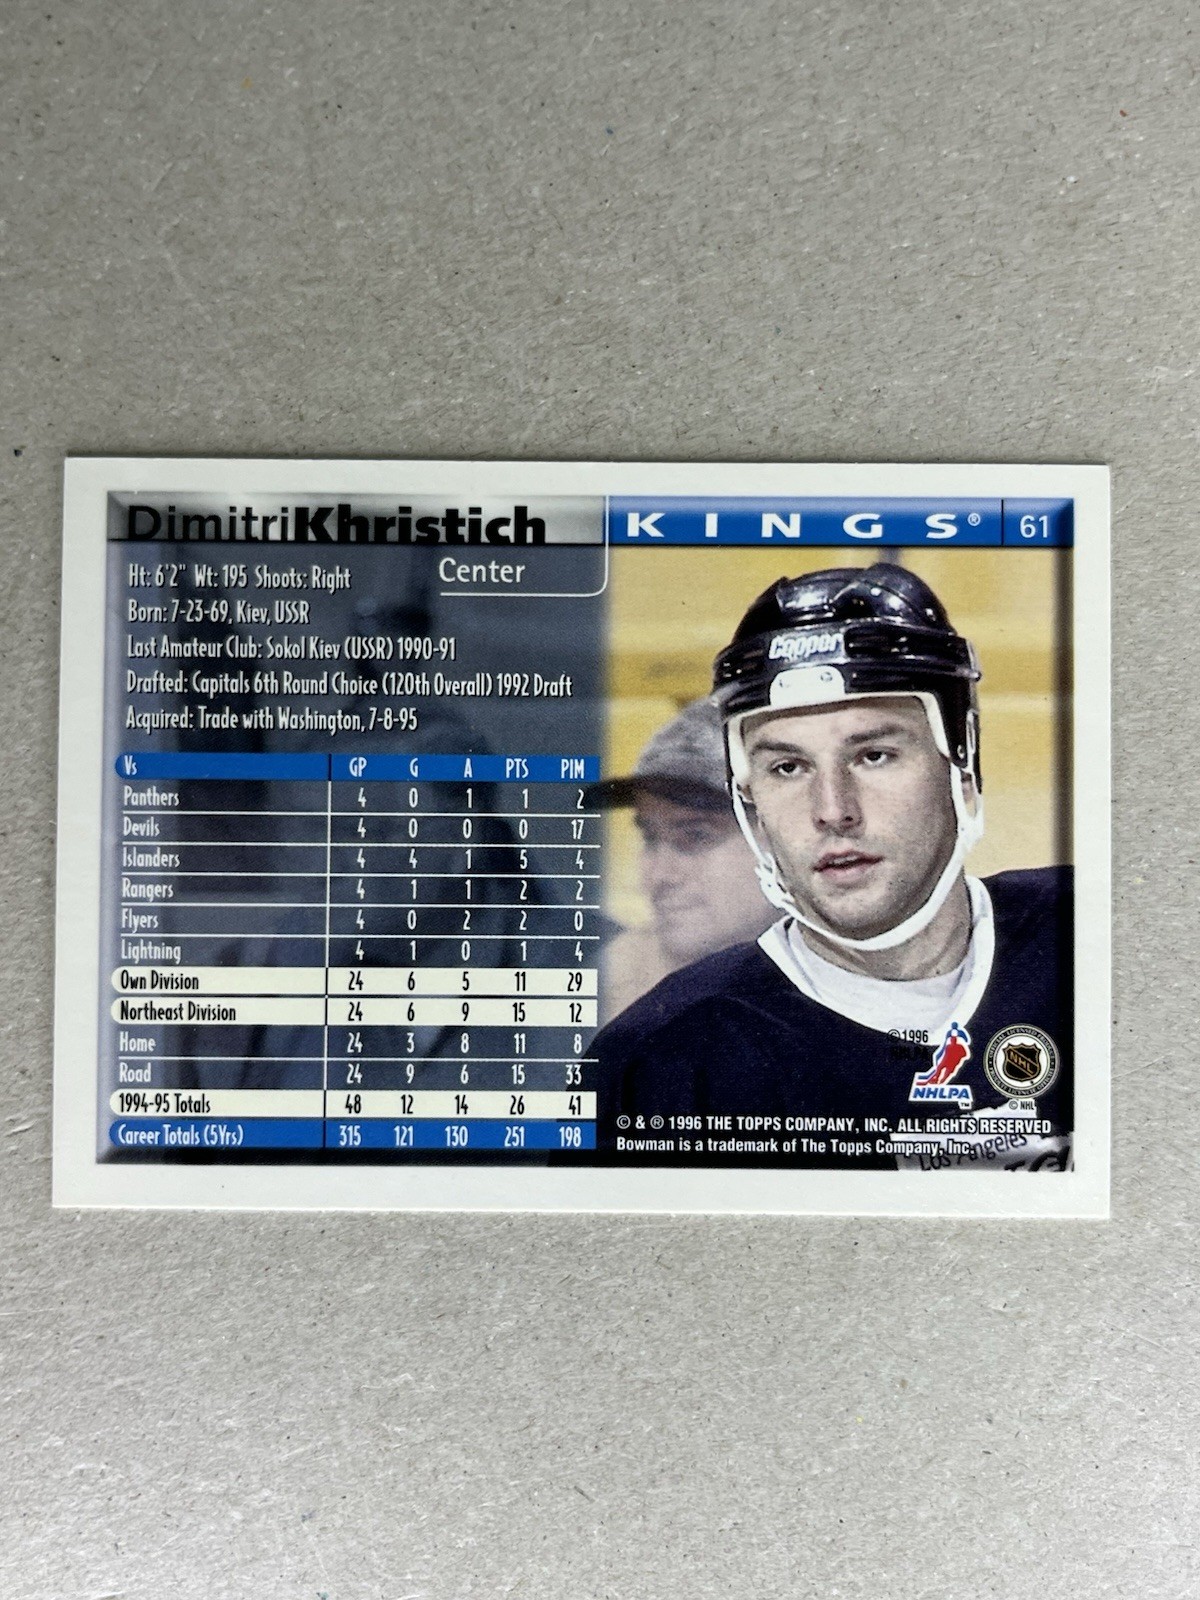 DimitriKhristich
KINGS® 61
Center
Ht: 6'2" Wt: 195 Shoots: Right
Born: 7-23-69, Kiev, USSR
Last Amateur Club: Sokol Kiev (USSR) 1990-91
Drafted: Capitals 6th Round Choice (120th Overall) 1992 Draft
Acquired: Trade with Washington, 7-8-95
Vs GP G A PTS PIM
Panthers 4 0 1 1 2
Devils 4 0 0 0 17
Islanders 4 4 1 5 4
Rangers 4 1 1 2 2
Flyers 4 0 2 2 0
Lightning 4 1 0 1 4
Own Division 24 6 5 11 29
Northeast Division 24 6 9 15 12
Home 24 3 8 11 8
Road 24 9 6 15 33
1994-95 Totals 48 12 14 26 41
Career Totals (5Yrs) 315 121 130 251 198
Copper
© 1996
NHLPA
NHLPA™
NHL
© NHL
© & ® 1996 THE TOPPS COMPANY, INC. ALL RIGHTS RESERVED
Bowman is a trademark of The Topps Company, Inc.
Los Angeles